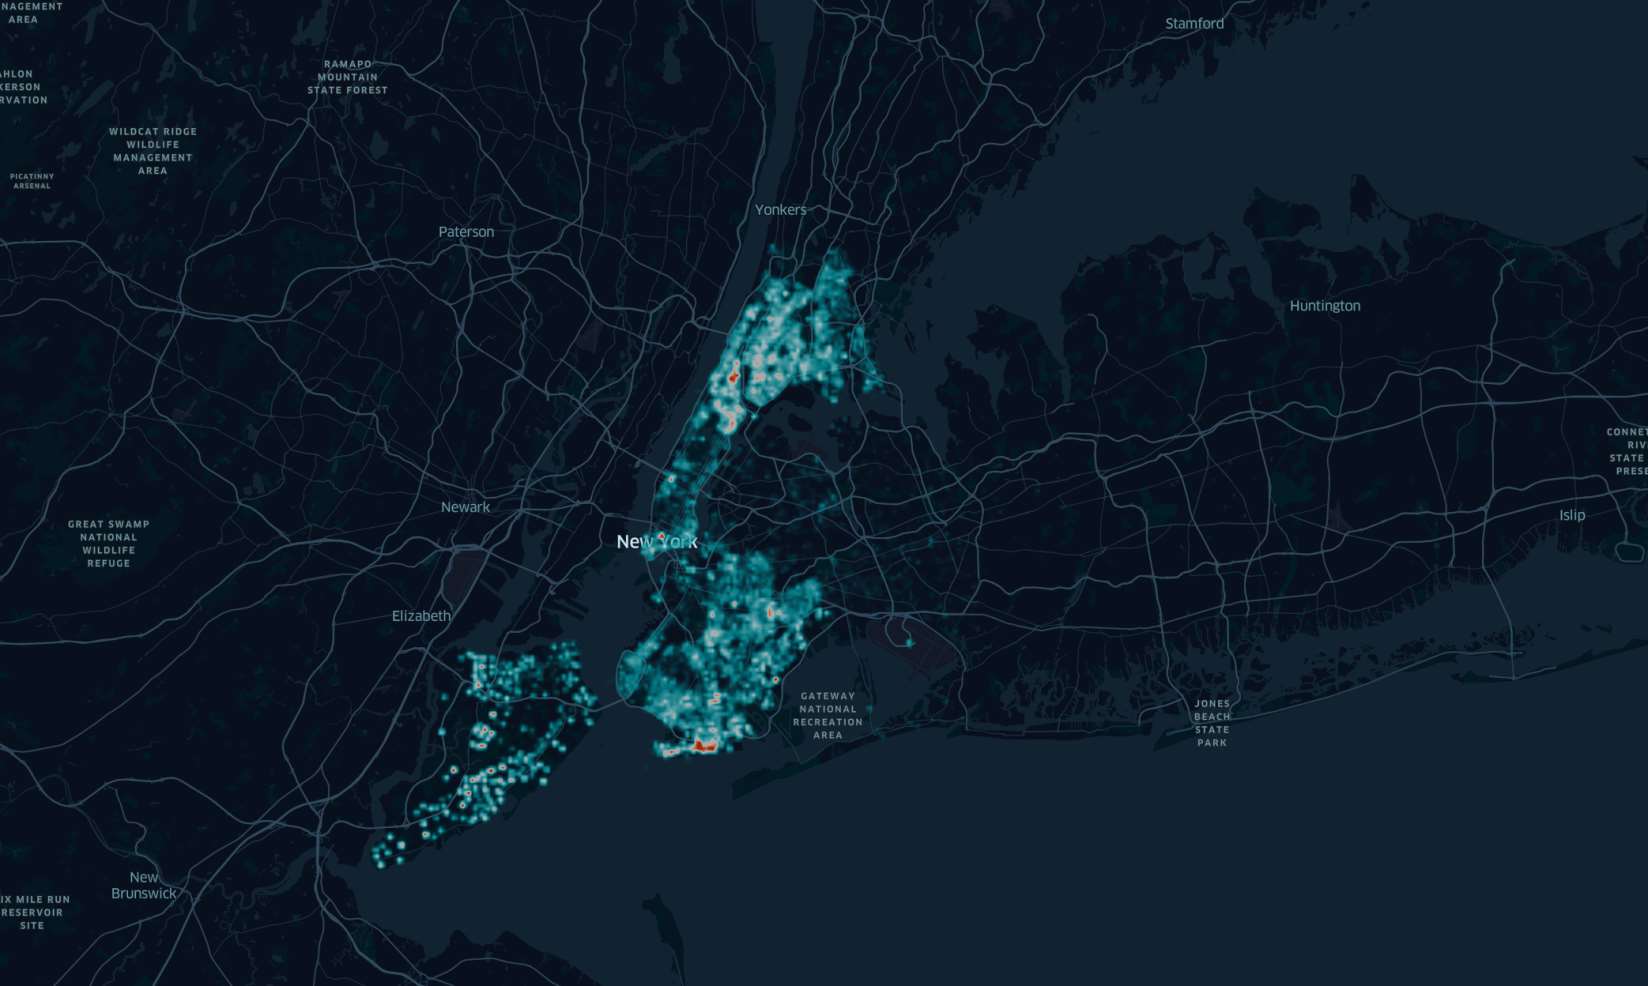 NAGEMENT
AREA
Stamford
RAMAPO
MOUNTAIN
STATE FOREST
AHLON
KERSON
RVATION
WILDCAT RIDGE
WILDLIFE
MANAGEMENT
AREA
PICATINNY
ARSENAL
Yonkers
Paterson
Huntington
CONNET
RIV
STATE
PRESE
Newark
Islip
GREAT SWAMP
NATIONAL
WILDLIFE
REFUGE
New York
Elizabeth
GATEWAY
NATIONAL
RECREATION
AREA
JONES
BEACH
STATE
PARK
New
Brunswick
IX MILE RUN
RESERVOIR
SITE